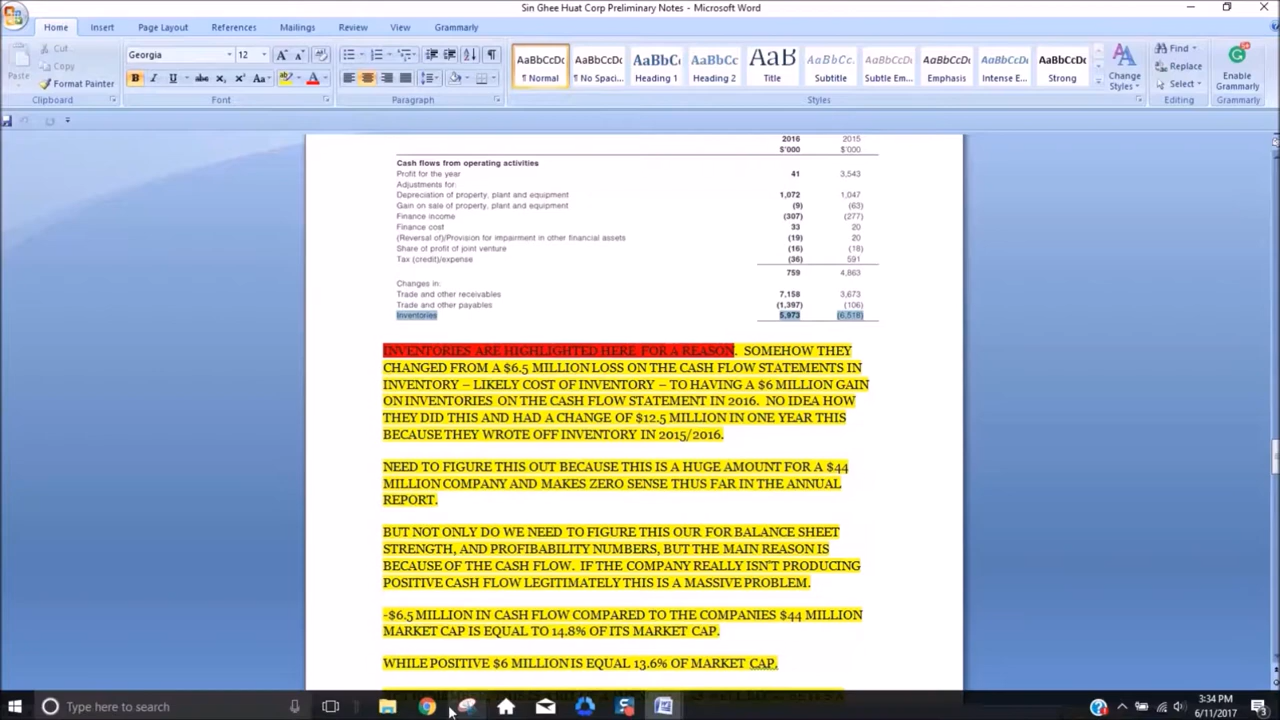 Sin Ghee Huat Corp Preliminary Notes - Microsoft Word
Home Insert Page Layout References Mailings Review View Grammarly
Paste
Cut
Copy
Format Painter
Clipboard
Georgia 12
Font
Paragraph
AaBbCcDc AaBbCcDc AaBbCc AaBbCc AaB AaBbCc. AaBbCcDc AaBbCcDc AaBbCcDc AaBbCcDc
¶ Normal ¶ No Spaci... Heading 1 Heading 2 Title Subtitle Subtle Em... Emphasis Intense E... Strong
Change Styles
Styles
Find
Replace
Select
Editing
Enable Grammarly
Grammarly
2016 2015
$'000 $'000
Cash flows from operating activities
Profit for the year 41 3,543
Adjustments for:
Depreciation of property, plant and equipment 1,072 1,047
Gain on sale of property, plant and equipment (9) (63)
Finance income (307) (277)
Finance cost 33 20
(Reversal of)/Provision for impairment in other financial assets (19) 20
Share of profit of joint venture (16) (18)
Tax (credit)/expense (36) 591
759 4,863
Changes in:
Trade and other receivables 7,158 3,673
Trade and other payables (1,397) (106)
Inventories 5,973 (6,518)
INVENTORIES ARE HIGHLIGHTED HERE FOR A REASON. SOMEHOW THEY
CHANGED FROM A $6.5 MILLION LOSS ON THE CASH FLOW STATEMENTS IN
INVENTORY – LIKELY COST OF INVENTORY – TO HAVING A $6 MILLION GAIN
ON INVENTORIES ON THE CASH FLOW STATEMENT IN 2016. NO IDEA HOW
THEY DID THIS AND HAD A CHANGE OF $12.5 MILLION IN ONE YEAR THIS
BECAUSE THEY WROTE OFF INVENTORY IN 2015/2016.
NEED TO FIGURE THIS OUT BECAUSE THIS IS A HUGE AMOUNT FOR A $44
MILLION COMPANY AND MAKES ZERO SENSE THUS FAR IN THE ANNUAL
REPORT.
BUT NOT ONLY DO WE NEED TO FIGURE THIS OUR FOR BALANCE SHEET
STRENGTH, AND PROFIBABILITY NUMBERS, BUT THE MAIN REASON IS
BECAUSE OF THE CASH FLOW. IF THE COMPANY REALLY ISN'T PRODUCING
POSITIVE CASH FLOW LEGITIMATELY THIS IS A MASSIVE PROBLEM.
-$6.5 MILLION IN CASH FLOW COMPARED TO THE COMPANIES $44 MILLION
MARKET CAP IS EQUAL TO 14.8% OF ITS MARKET CAP.
WHILE POSITIVE $6 MILLION IS EQUAL 13.6% OF MARKET CAP.
Type here to search
3:34 PM
6/11/2017